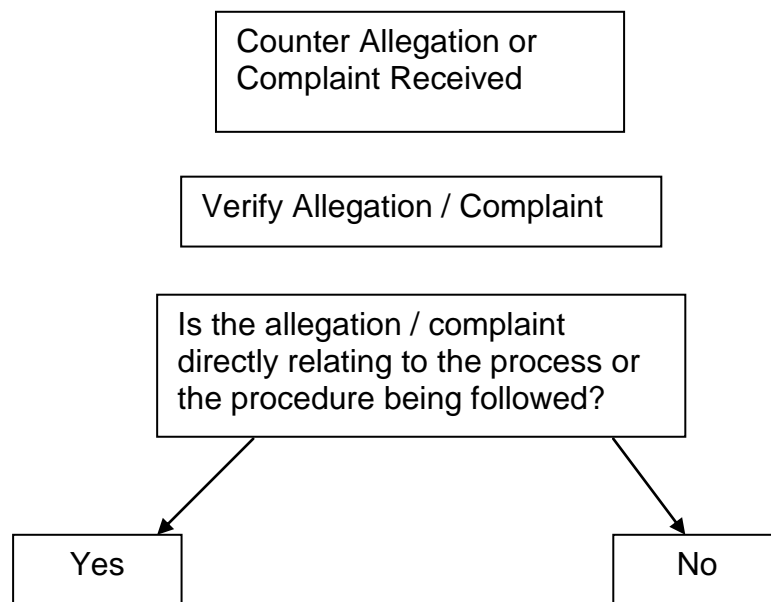 Counter Allegation or
Complaint Received
Verify Allegation / Complaint
Is the allegation / complaint
directly relating to the process or
the procedure being followed?
Yes
No